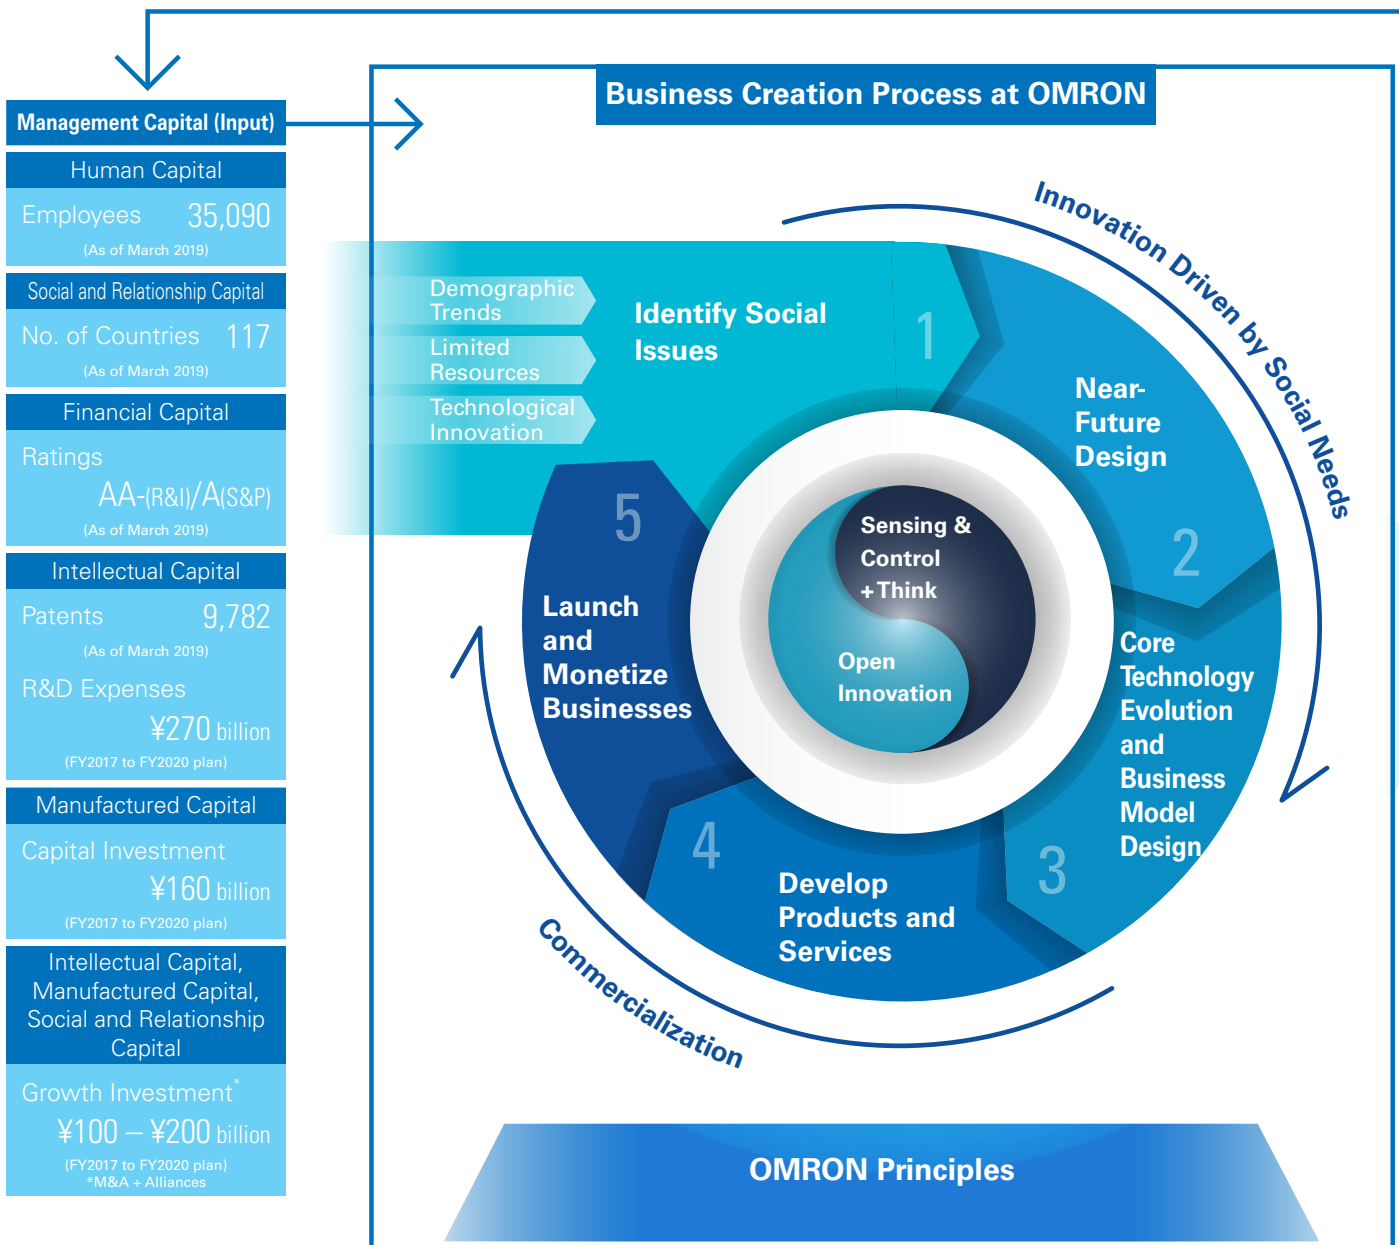 Business Creation Process at OMRON
Management Capital (Input)
Human Capital
Employees 35,090
(As of March 2019)
Social and Relationship Capital
No. of Countries 117
(As of March 2019)
Financial Capital
Ratings
AA-(R&I)/A(S&P)
(As of March 2019)
Intellectual Capital
Patents 9,782
(As of March 2019)
R&D Expenses
¥270 billion
(FY2017 to FY2020 plan)
Manufactured Capital
Capital Investment
¥160 billion
(FY2017 to FY2020 plan)
Intellectual Capital,
Manufactured Capital,
Social and Relationship
Capital
Growth Investment*
¥100 – ¥200 billion
(FY2017 to FY2020 plan)
*M&A + Alliances
Demographic
Trends
Limited
Resources
Technological
Innovation
Identify Social
Issues
1
Innovation Driven by Social Needs
Near-
Future
Design
2
Core
Technology
Evolution
and
Business
Model
Design
3
Develop
Products and
Services
4
Launch
and
Monetize
Businesses
5
Commercialization
Sensing &
Control
+ Think
Open
Innovation
OMRON Principles